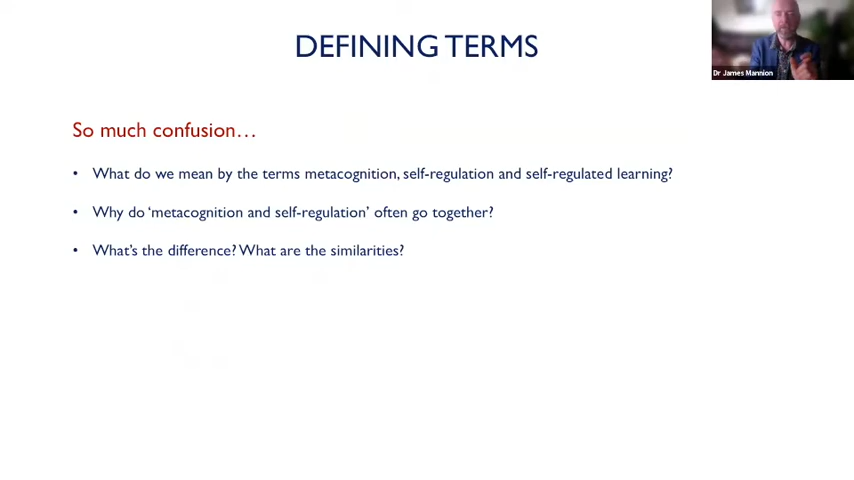 DEFINING TERMS
Dr James Mannion
So much confusion…
• What do we mean by the terms metacognition, self-regulation and self-regulated learning?
• Why do ‘metacognition and self-regulation’ often go together?
• What’s the difference? What are the similarities?